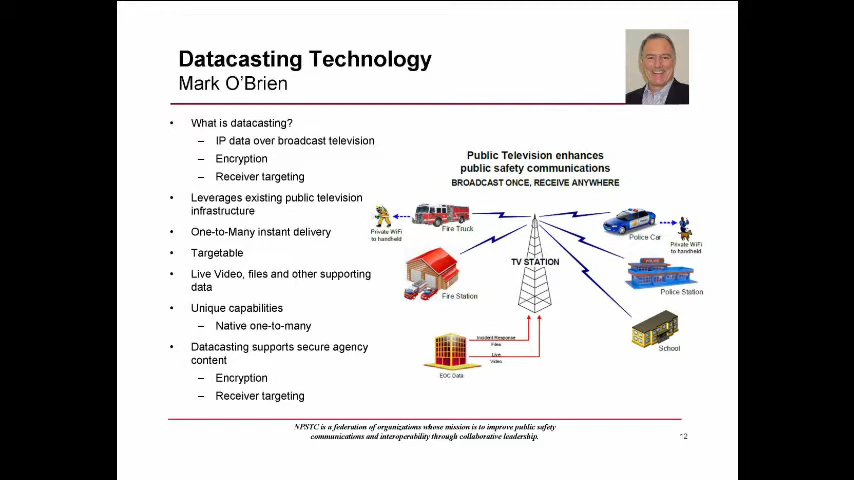 Datacasting Technology
Mark O'Brien
• What is datacasting?
– IP data over broadcast television
– Encryption
– Receiver targeting
• Leverages existing public television
infrastructure
• One-to-Many instant delivery
• Targetable
• Live Video, files and other supporting
data
• Unique capabilities
– Native one-to-many
• Datacasting supports secure agency
content
– Encryption
– Receiver targeting
Public Television enhances
public safety communications
BROADCAST ONCE, RECEIVE ANYWHERE
Private WiFi
to handheld
Fire Truck
Police Car
Private WiFi
to handheld
TV STATION
Fire Station
POLICE
Police Station
School
Incident Response
Files
Live
Video
EOC Data
NPSTC is a federation of organizations whose mission is to improve public safety
communications and interoperability through collaborative leadership.
12